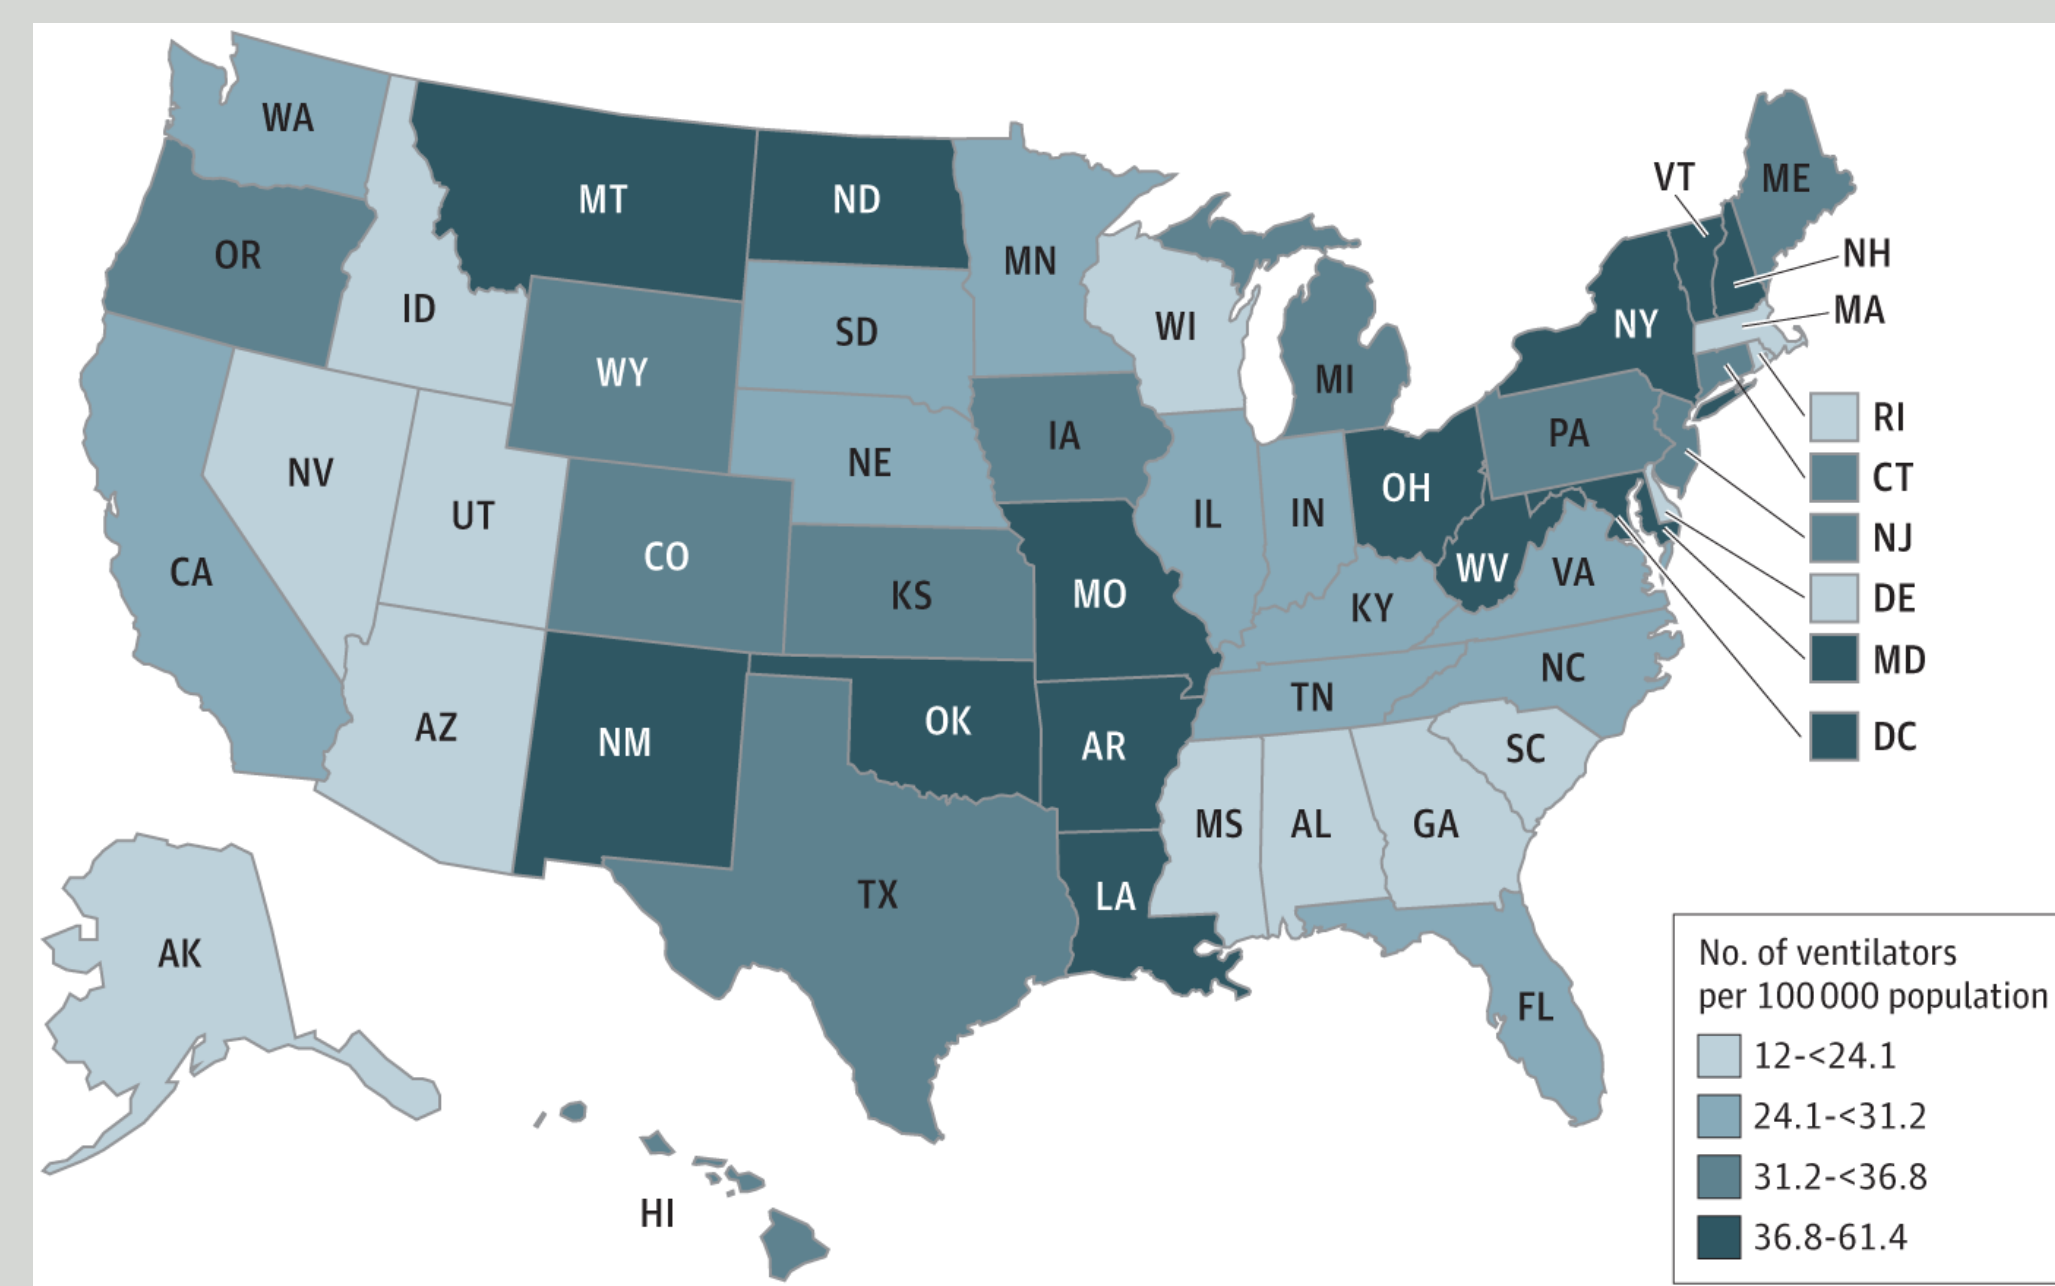 WA
MT
ND
MN
VT
ME
OR
ID
WY
SD
WI
MI
NY
NH
MA
NV
UT
CO
NE
IA
IL
IN
OH
PA
RI
CT
NJ
DE
MD
DC
CA
KS
MO
KY
WV
VA
AZ
NM
OK
AR
TN
NC
SC
TX
LA
MS
AL
GA
FL
AK
HI
No. of ventilators
per 100 000 population
12-<24.1
24.1-<31.2
31.2-<36.8
36.8-61.4